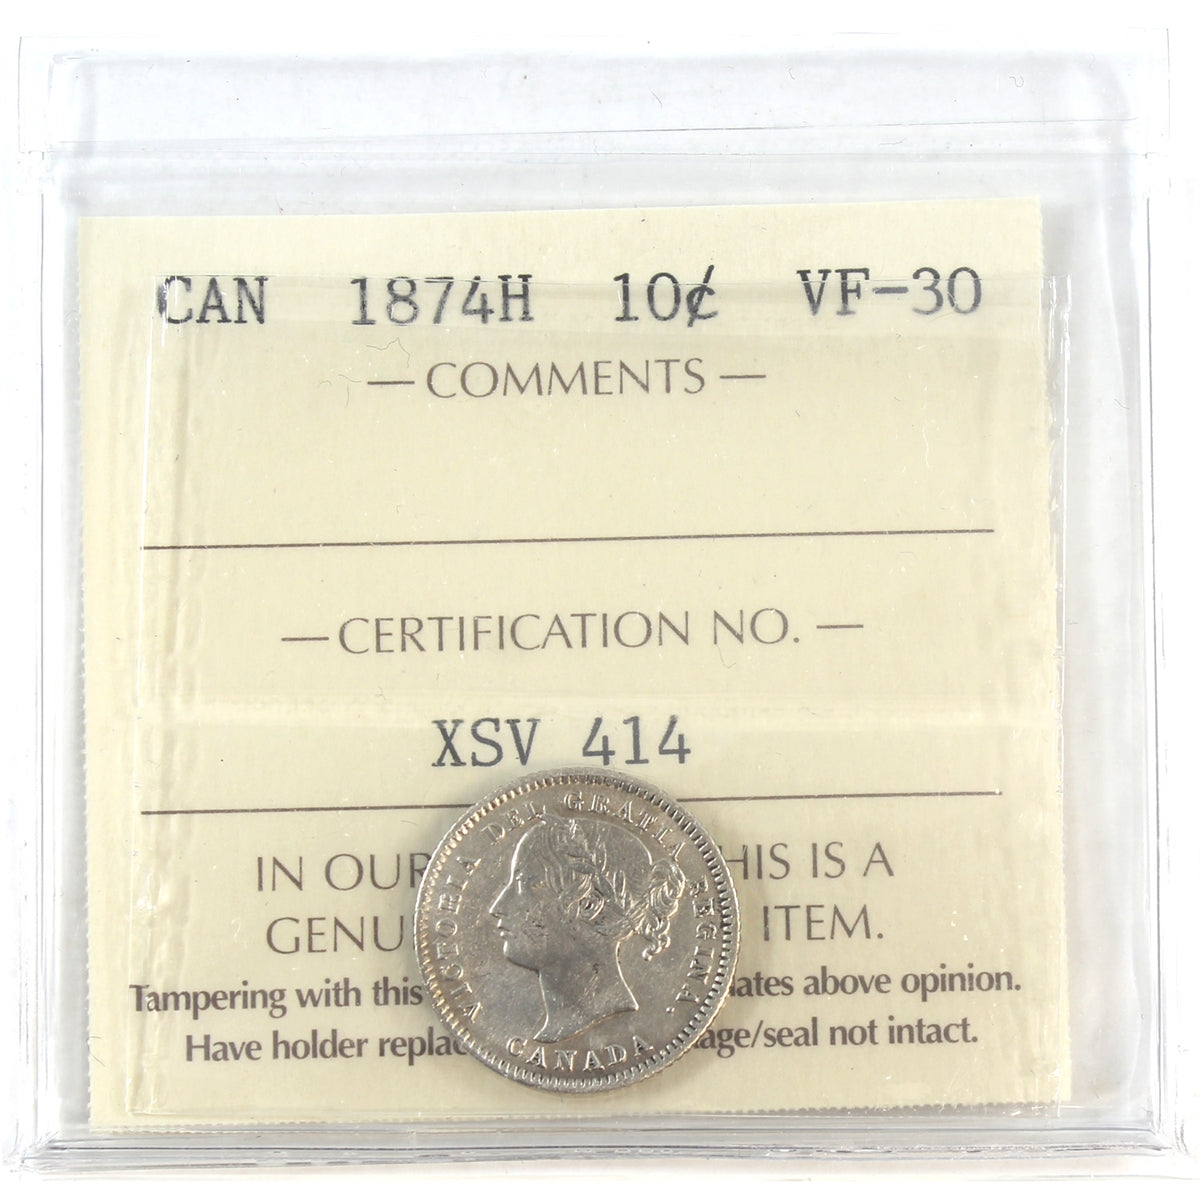 CAN 1874H 10¢ VF-30
— COMMENTS —
— CERTIFICATION NO. —
XSV 414
IN OUR HIS IS A
GENU ITEM.
Tampering with this ates above opinion.
Have holder replac age/seal not intact.
VICTORIA DEI GRATIA REGINA.
CANADA